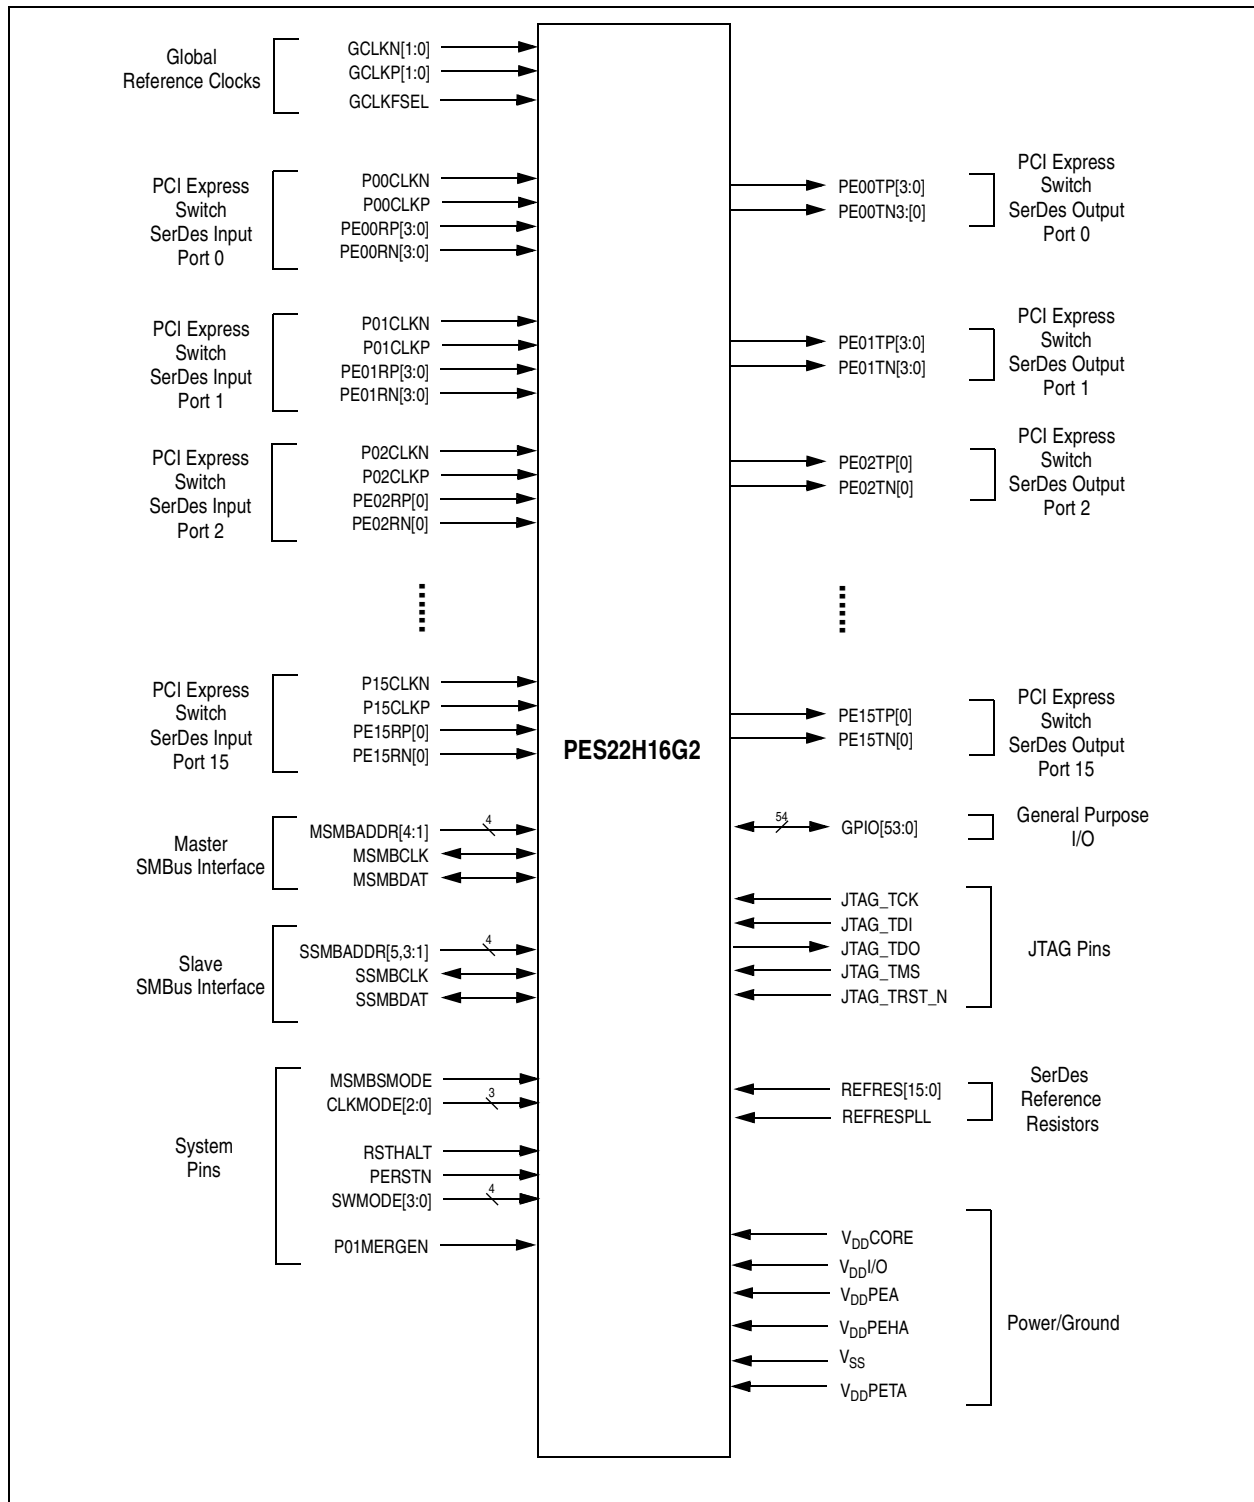 Global
Reference Clocks
GCLKN[1:0]
GCLKP[1:0]
GCLKFSEL
PCI Express
Switch
SerDes Input
Port 0
P00CLKN
P00CLKP
PE00RP[3:0]
PE00RN[3:0]
PCI Express
Switch
SerDes Input
Port 1
P01CLKN
P01CLKP
PE01RP[3:0]
PE01RN[3:0]
PCI Express
Switch
SerDes Input
Port 2
P02CLKN
P02CLKP
PE02RP[0]
PE02RN[0]
PCI Express
Switch
SerDes Input
Port 15
P15CLKN
P15CLKP
PE15RP[0]
PE15RN[0]
Master
SMBus Interface
MSMBADDR[4:1]
4
MSMBCLK
MSMBDAT
Slave
SMBus Interface
SSMBADDR[5,3:1]
4
SSMBCLK
SSMBDAT
System
Pins
MSMBSMODE
CLKMODE[2:0]
3
RSTHALT
PERSTN
SWMODE[3:0]
4
P01MERGEN
PES22H16G2
PE00TP[3:0]
PE00TN3:[0]
PCI Express
Switch
SerDes Output
Port 0
PE01TP[3:0]
PE01TN[3:0]
PCI Express
Switch
SerDes Output
Port 1
PE02TP[0]
PE02TN[0]
PCI Express
Switch
SerDes Output
Port 2
PE15TP[0]
PE15TN[0]
PCI Express
Switch
SerDes Output
Port 15
54
GPIO[53:0]
General Purpose
I/O
JTAG_TCK
JTAG_TDI
JTAG_TDO
JTAG_TMS
JTAG_TRST_N
JTAG Pins
REFRES[15:0]
REFRESPLL
SerDes
Reference
Resistors
VDDCORE
VDDI/O
VDDPEA
VDDPEHA
VSS
VDDPETA
Power/Ground